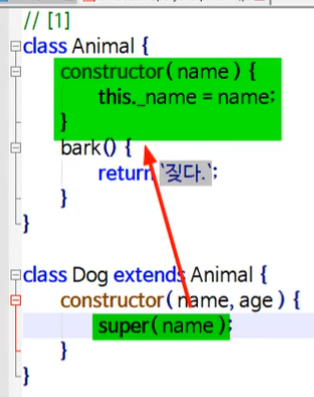 // [1]
class Animal {
constructor( name ) {
this._name = name;
}
bark() {
return `짖다.`;
}
}
class Dog extends Animal {
constructor( name, age ) {
super( name );
}
}